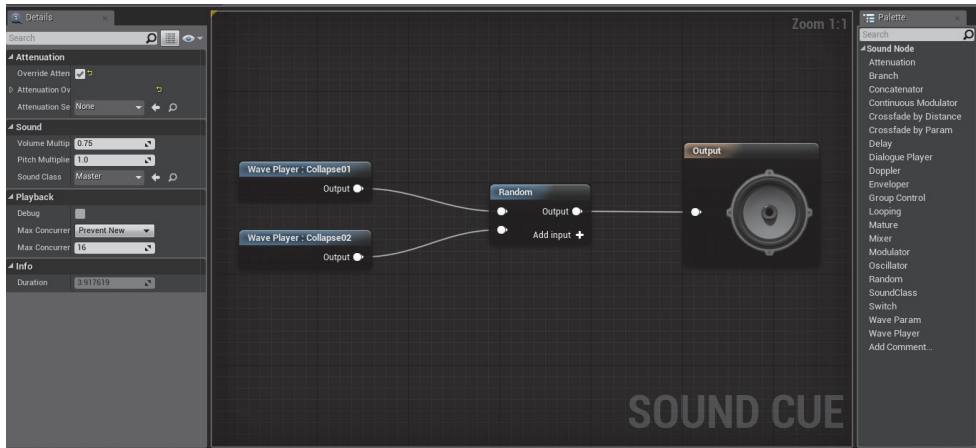 Details
Search
Attenuation
Override Atten
Attenuation Ov
Attenuation Se None
Sound
Volume Multip 0.75
Pitch Multiplie 1.0
Sound Class Master
Playback
Debug
Max Concurrer Prevent New
Max Concurrer 16
Info
Duration 3.917619
Zoom 1:1
Wave Player : Collapse01
Output
Wave Player : Collapse02
Output
Random
Output
Add input
Output
SOUND CUE
Palette
Search
Sound Node
Attenuation
Branch
Concatenator
Continuous Modulator
Crossfade by Distance
Crossfade by Param
Delay
Dialogue Player
Doppler
Enveloper
Group Control
Looping
Mature
Mixer
Modulator
Oscillator
Random
SoundClass
Switch
Wave Param
Wave Player
Add Comment...